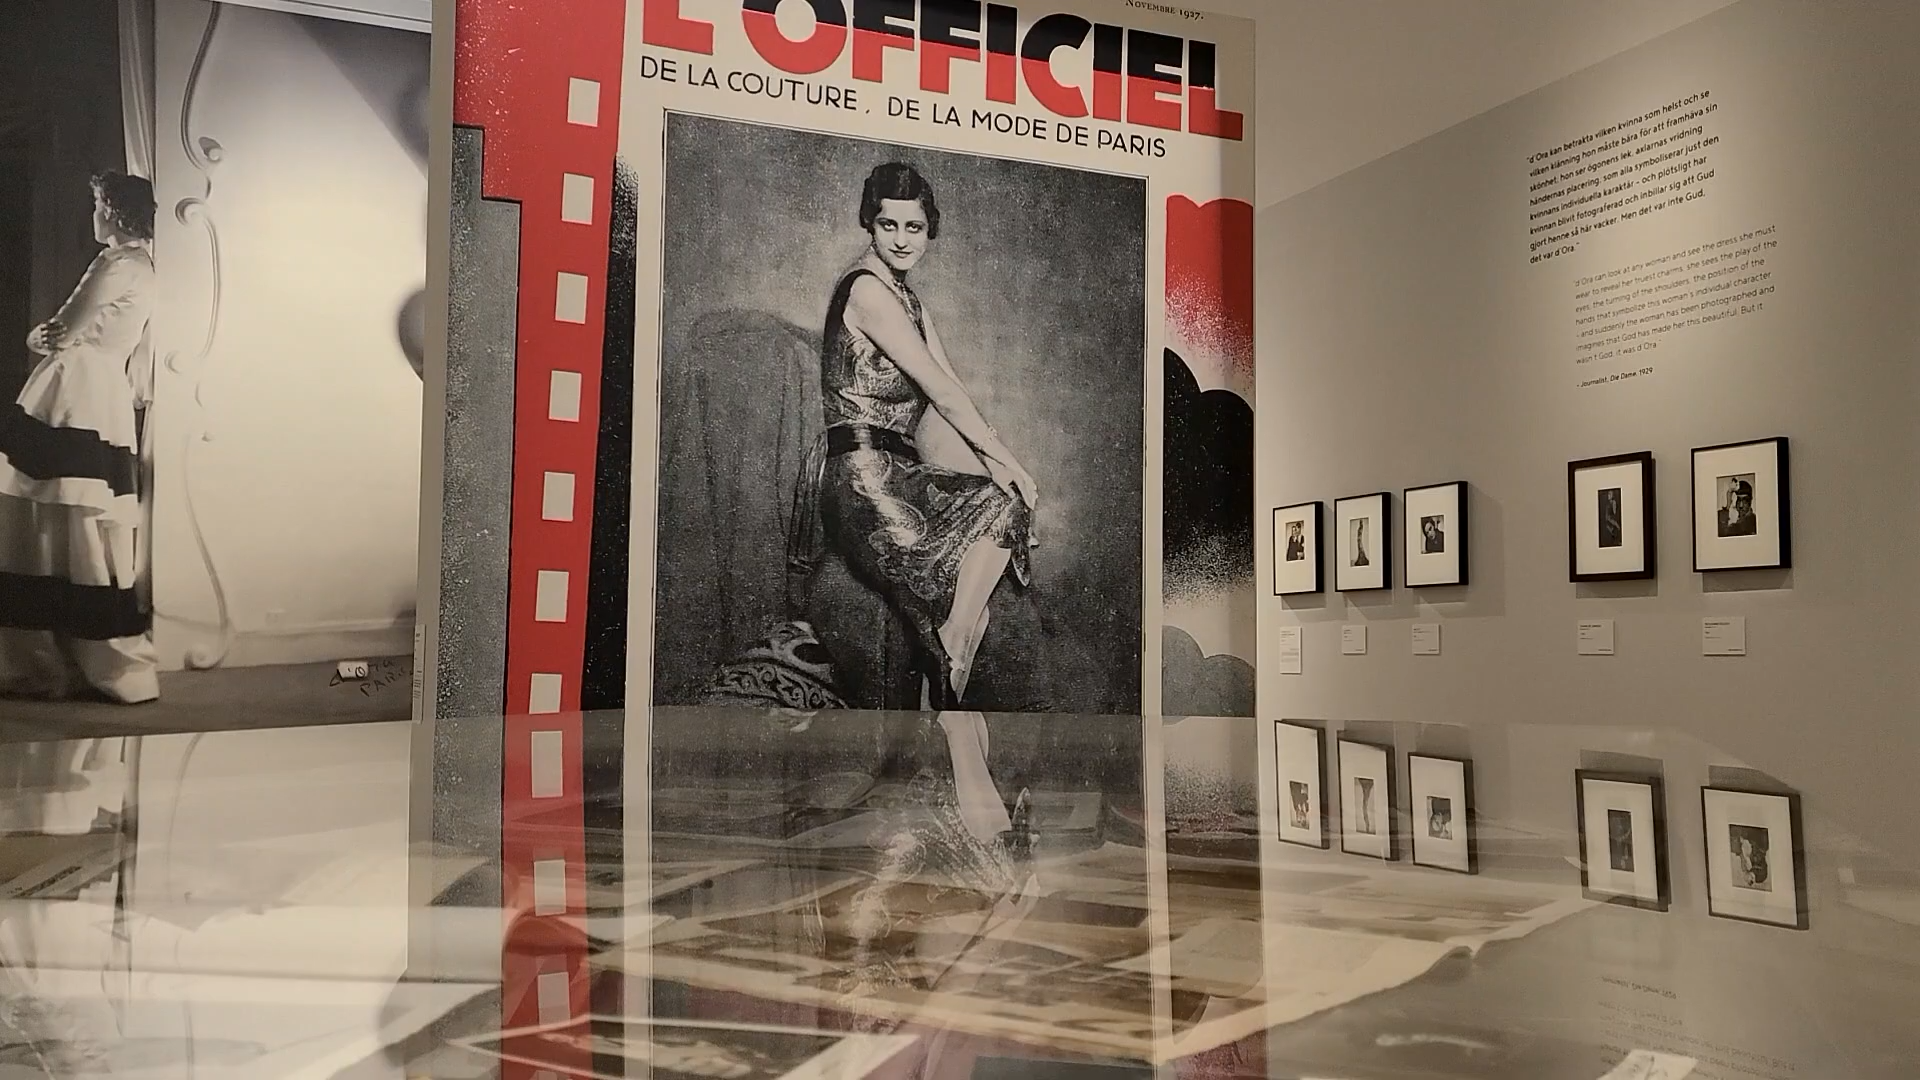 NOVEMBRE 1927.
L'OFFICIEL
DE LA COUTURE, DE LA MODE DE PARIS
"d'Ora kan betrakta vilken kvinna som helst och se
vilken klänning hon måste bära för att framhäva sin
skönhet; hon ser ögonens lek, axlarnas vridning
händernas placering, som alla symboliserar just den
kvinnans individuella karaktär – och plötsligt har
kvinnan blivit fotograferad och inbillar sig att Gud
gjort henne så här vacker. Men det var inte Gud,
det var d'Ora."
"d'Ora can look at any woman and see the dress she must
wear to reveal her truest charms; she sees the play of the
eyes, the turning of the shoulders, the position of the
hands that symbolize this woman's individual character
– and suddenly the woman has been photographed and
imagines that God has made her this beautiful. But it
wasn't God, it was d'Ora."
– Journalist, Die Dame, 1929
PARIS